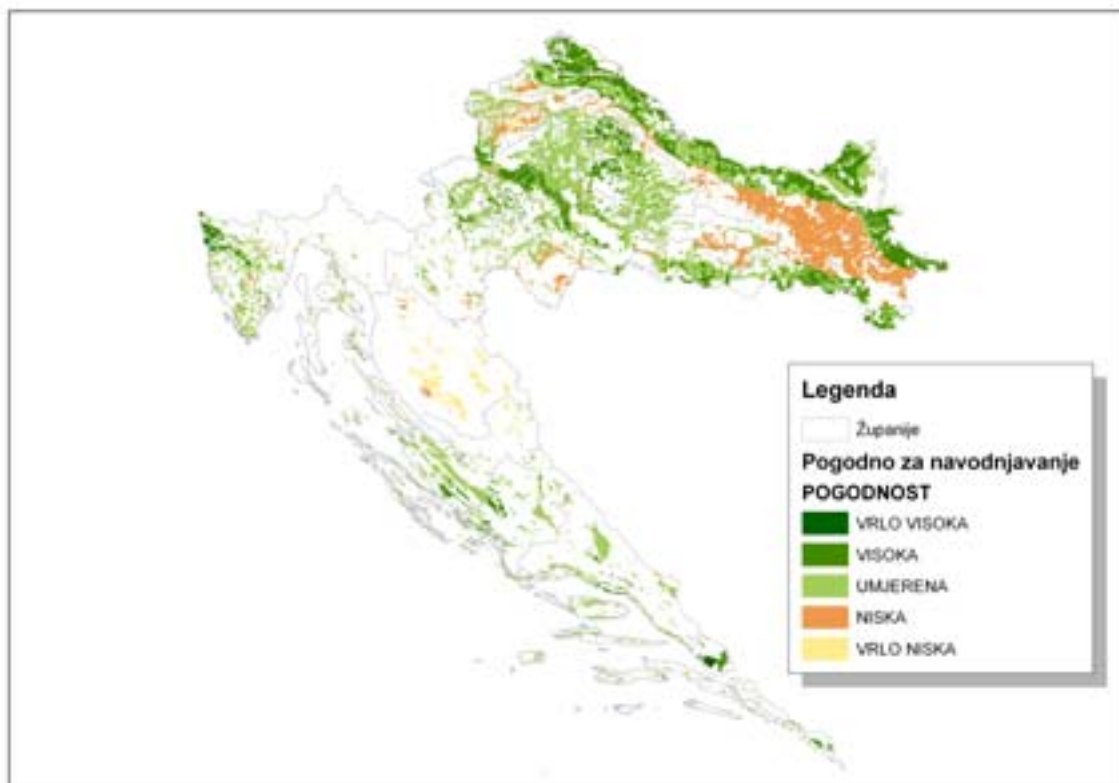 Legenda
Županije
Pogodno za navodnjavanje
POGODNOST
VRLO VISOKA
VISOKA
UMJERENA
NISKA
VRLO NISKA